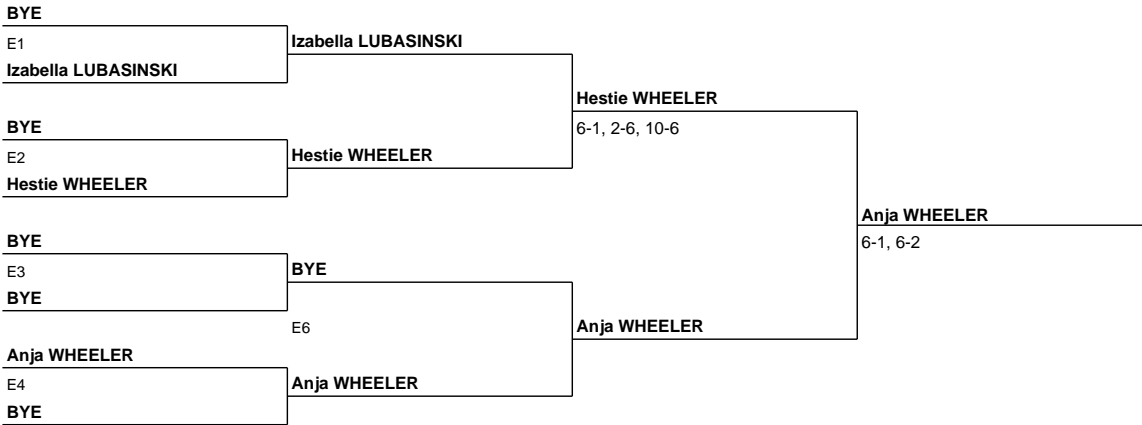 BYE
E1
Izabella LUBASINSKI
Izabella LUBASINSKI
Hestie WHEELER
6-1, 2-6, 10-6
BYE
E2
Hestie WHEELER
Hestie WHEELER
Anja WHEELER
6-1, 6-2
BYE
E3
BYE
BYE
E6
Anja WHEELER
Anja WHEELER
E4
Anja WHEELER
BYE